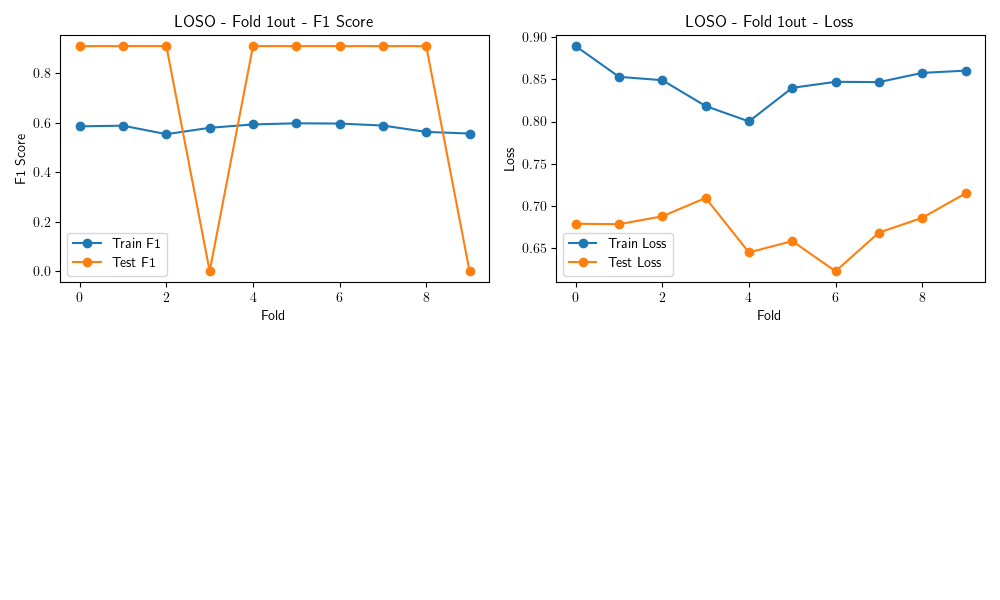 LOSO - Fold 1out - F1 Score
0.8
0.6
0.4
0.2
0.0
F1 Score
Train F1
Test F1
0 2 4 6 8
Fold
LOSO - Fold 1out - Loss
0.90
0.85
0.80
0.75
0.70
0.65
Loss
Train Loss
Test Loss
0 2 4 6 8
Fold